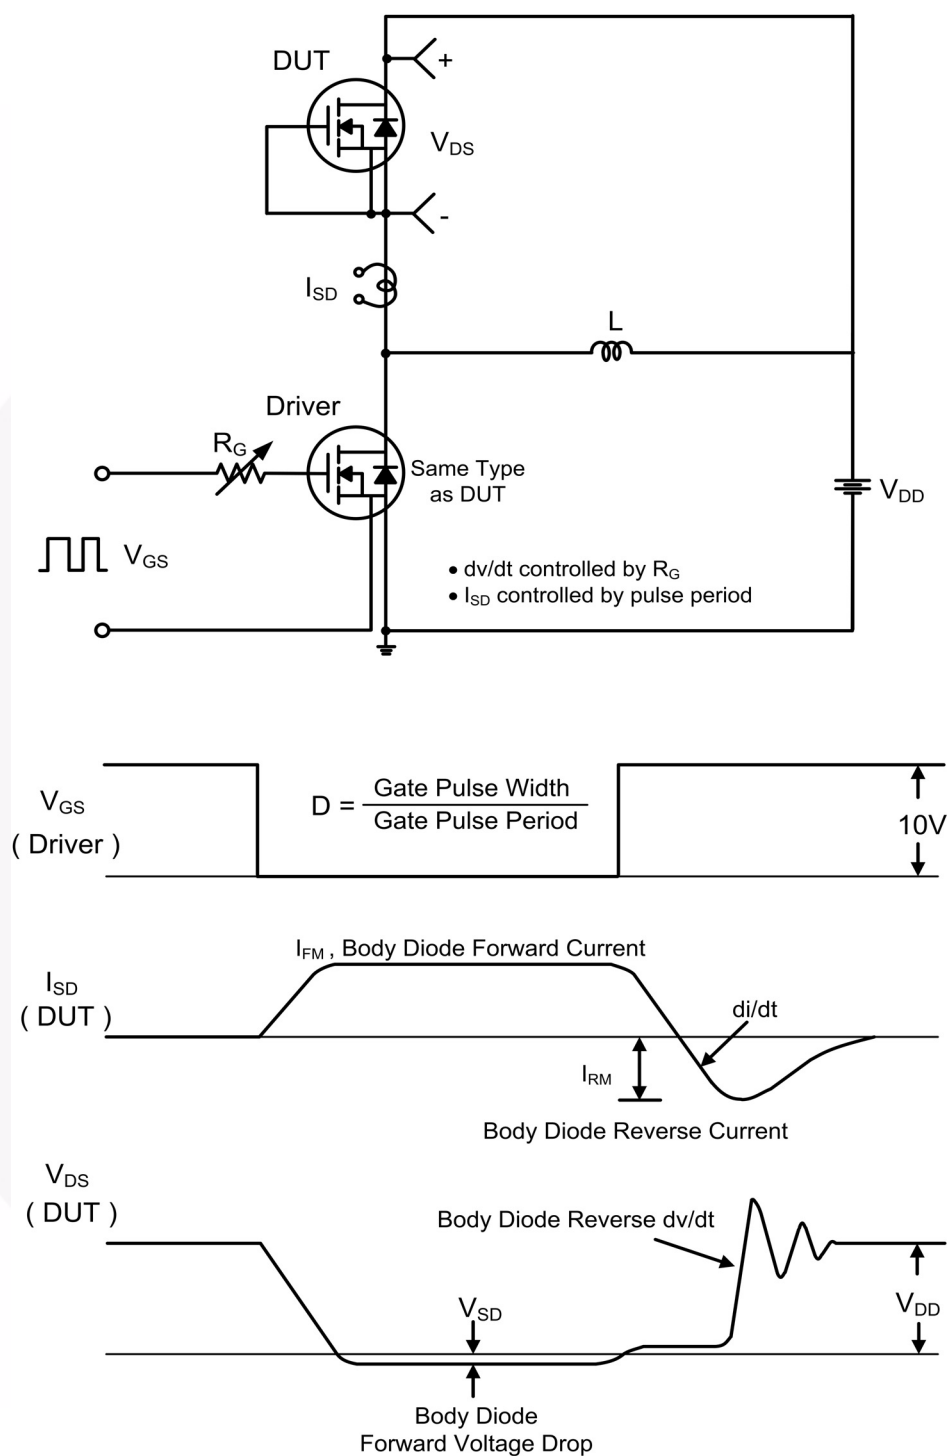 DUT
+
VDS
-
ISD
L
Driver
RG
Same Type
as DUT
VDD
VGS
• dv/dt controlled by RG
• ISD controlled by pulse period
VGS
( Driver )
D = Gate Pulse Width
Gate Pulse Period
10V
IFM , Body Diode Forward Current
ISD
( DUT )
di/dt
IRM
Body Diode Reverse Current
VDS
( DUT )
Body Diode Reverse dv/dt
VSD
VDD
Body Diode
Forward Voltage Drop